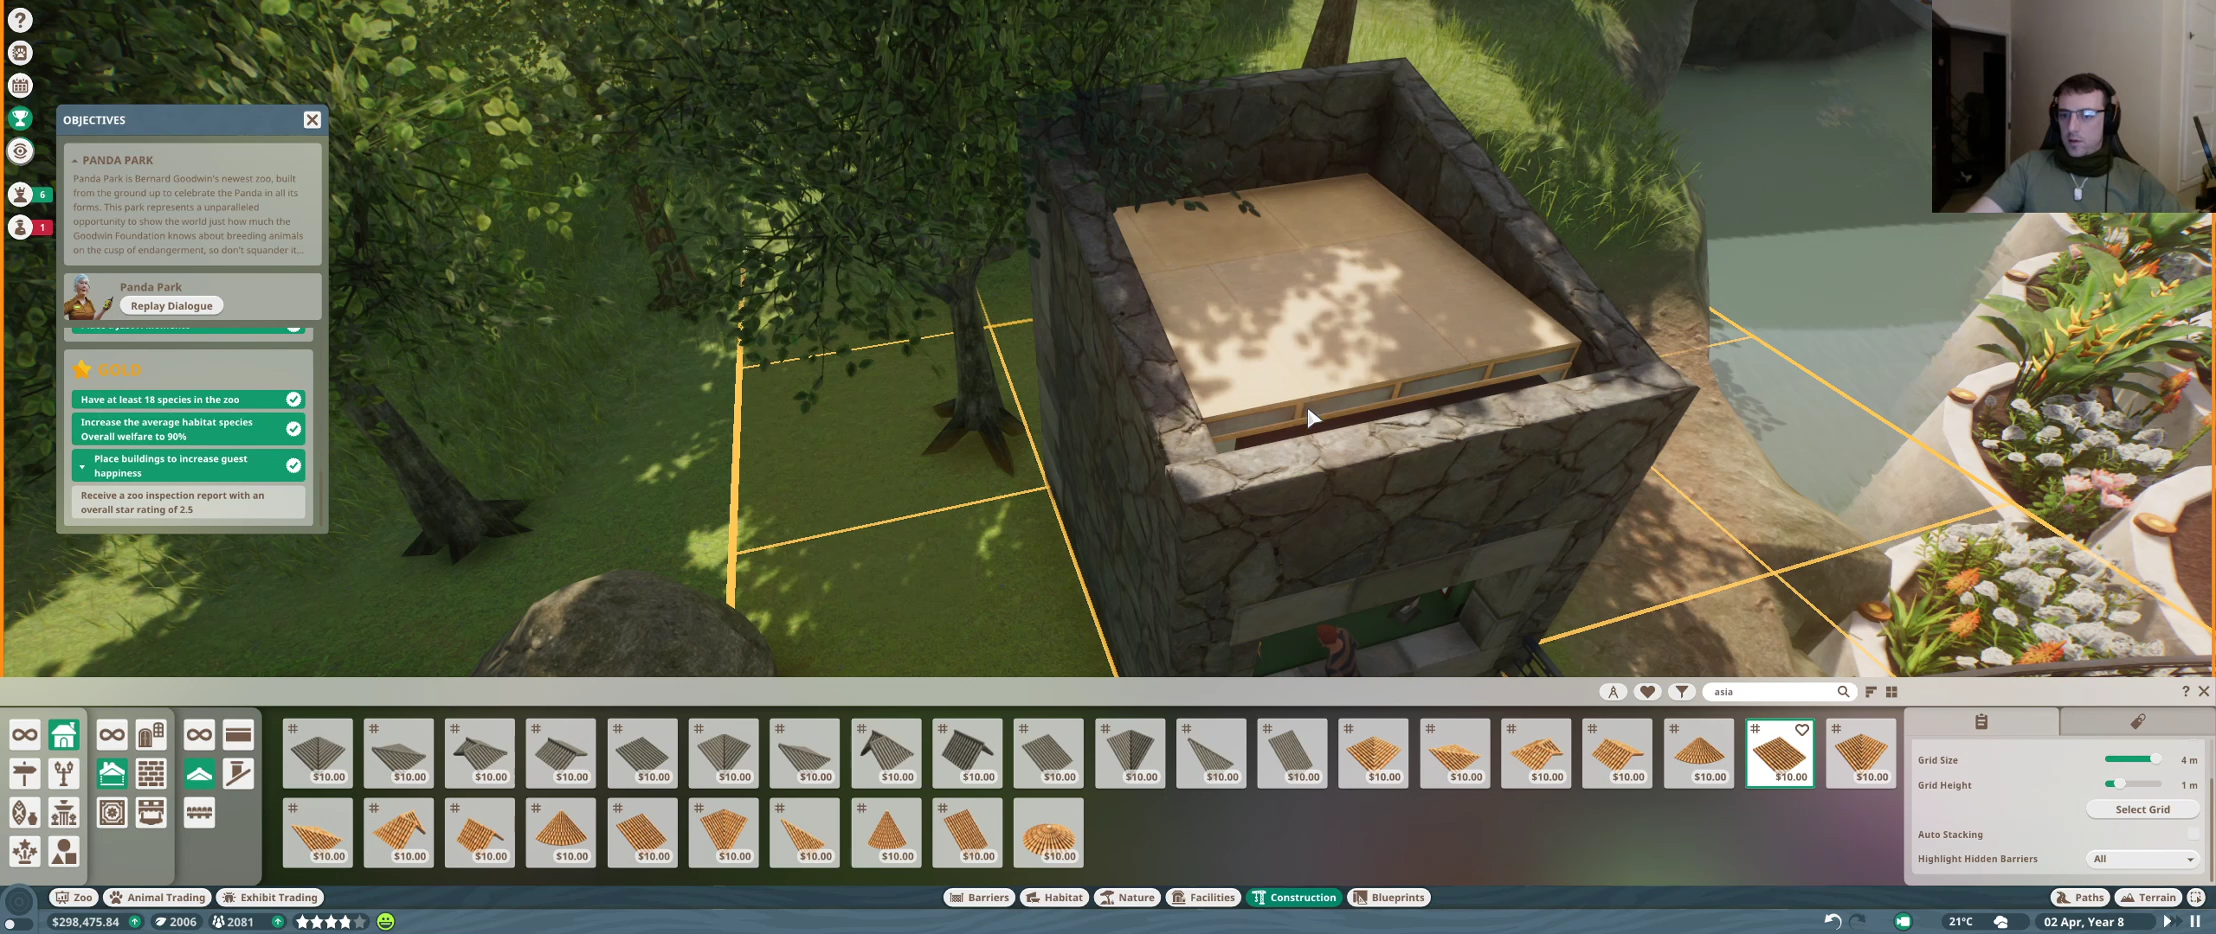 OBJECTIVES
PANDA PARK
Panda Park is Bernard Goodwin's newest zoo, built
from the ground up to celebrate the Panda in all its
forms. This park represents a unparalleled
opportunity to show the world just how much the
Goodwin Foundation knows about breeding animals
on the cusp of endangerment, so don't squander it...
Panda Park
Replay Dialogue
GOLD
Have at least 18 species in the zoo
Increase the average habitat species
Overall welfare to 90%
Place buildings to increase guest
happiness
Receive a zoo inspection report with an
overall star rating of 2.5
6
1
asia
$10.00 $10.00 $10.00 $10.00 $10.00 $10.00 $10.00 $10.00 $10.00 $10.00 $10.00 $10.00 $10.00 $10.00 $10.00 $10.00 $10.00 $10.00 $10.00 $10.00
$10.00 $10.00 $10.00 $10.00 $10.00 $10.00 $10.00 $10.00 $10.00 $10.00
Grid Size 4 m
Grid Height 1 m
Select Grid
Auto Stacking
Highlight Hidden Barriers All
Zoo Animal Trading Exhibit Trading Barriers Habitat Nature Facilities Construction Blueprints Paths Terrain
$298,475.84 2006 2081 21°C 02 Apr, Year 8